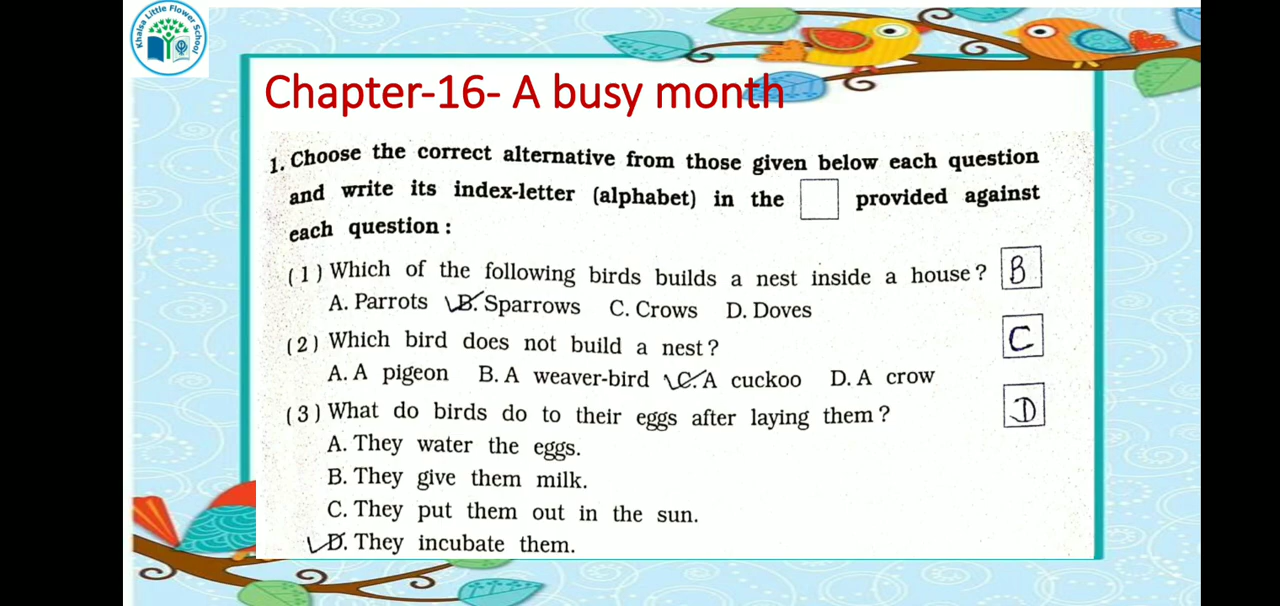 Khalsa Little Flower School
Chapter-16- A busy month
1. Choose the correct alternative from those given below each question
and write its index-letter (alphabet) in the provided against
each question :
(1) Which of the following birds builds a nest inside a house? B
A. Parrots B. Sparrows C. Crows D. Doves
(2) Which bird does not build a nest? C
A. A pigeon B. A weaver-bird C. A cuckoo D. A crow
(3) What do birds do to their eggs after laying them? D
A. They water the eggs.
B. They give them milk.
C. They put them out in the sun.
D. They incubate them.